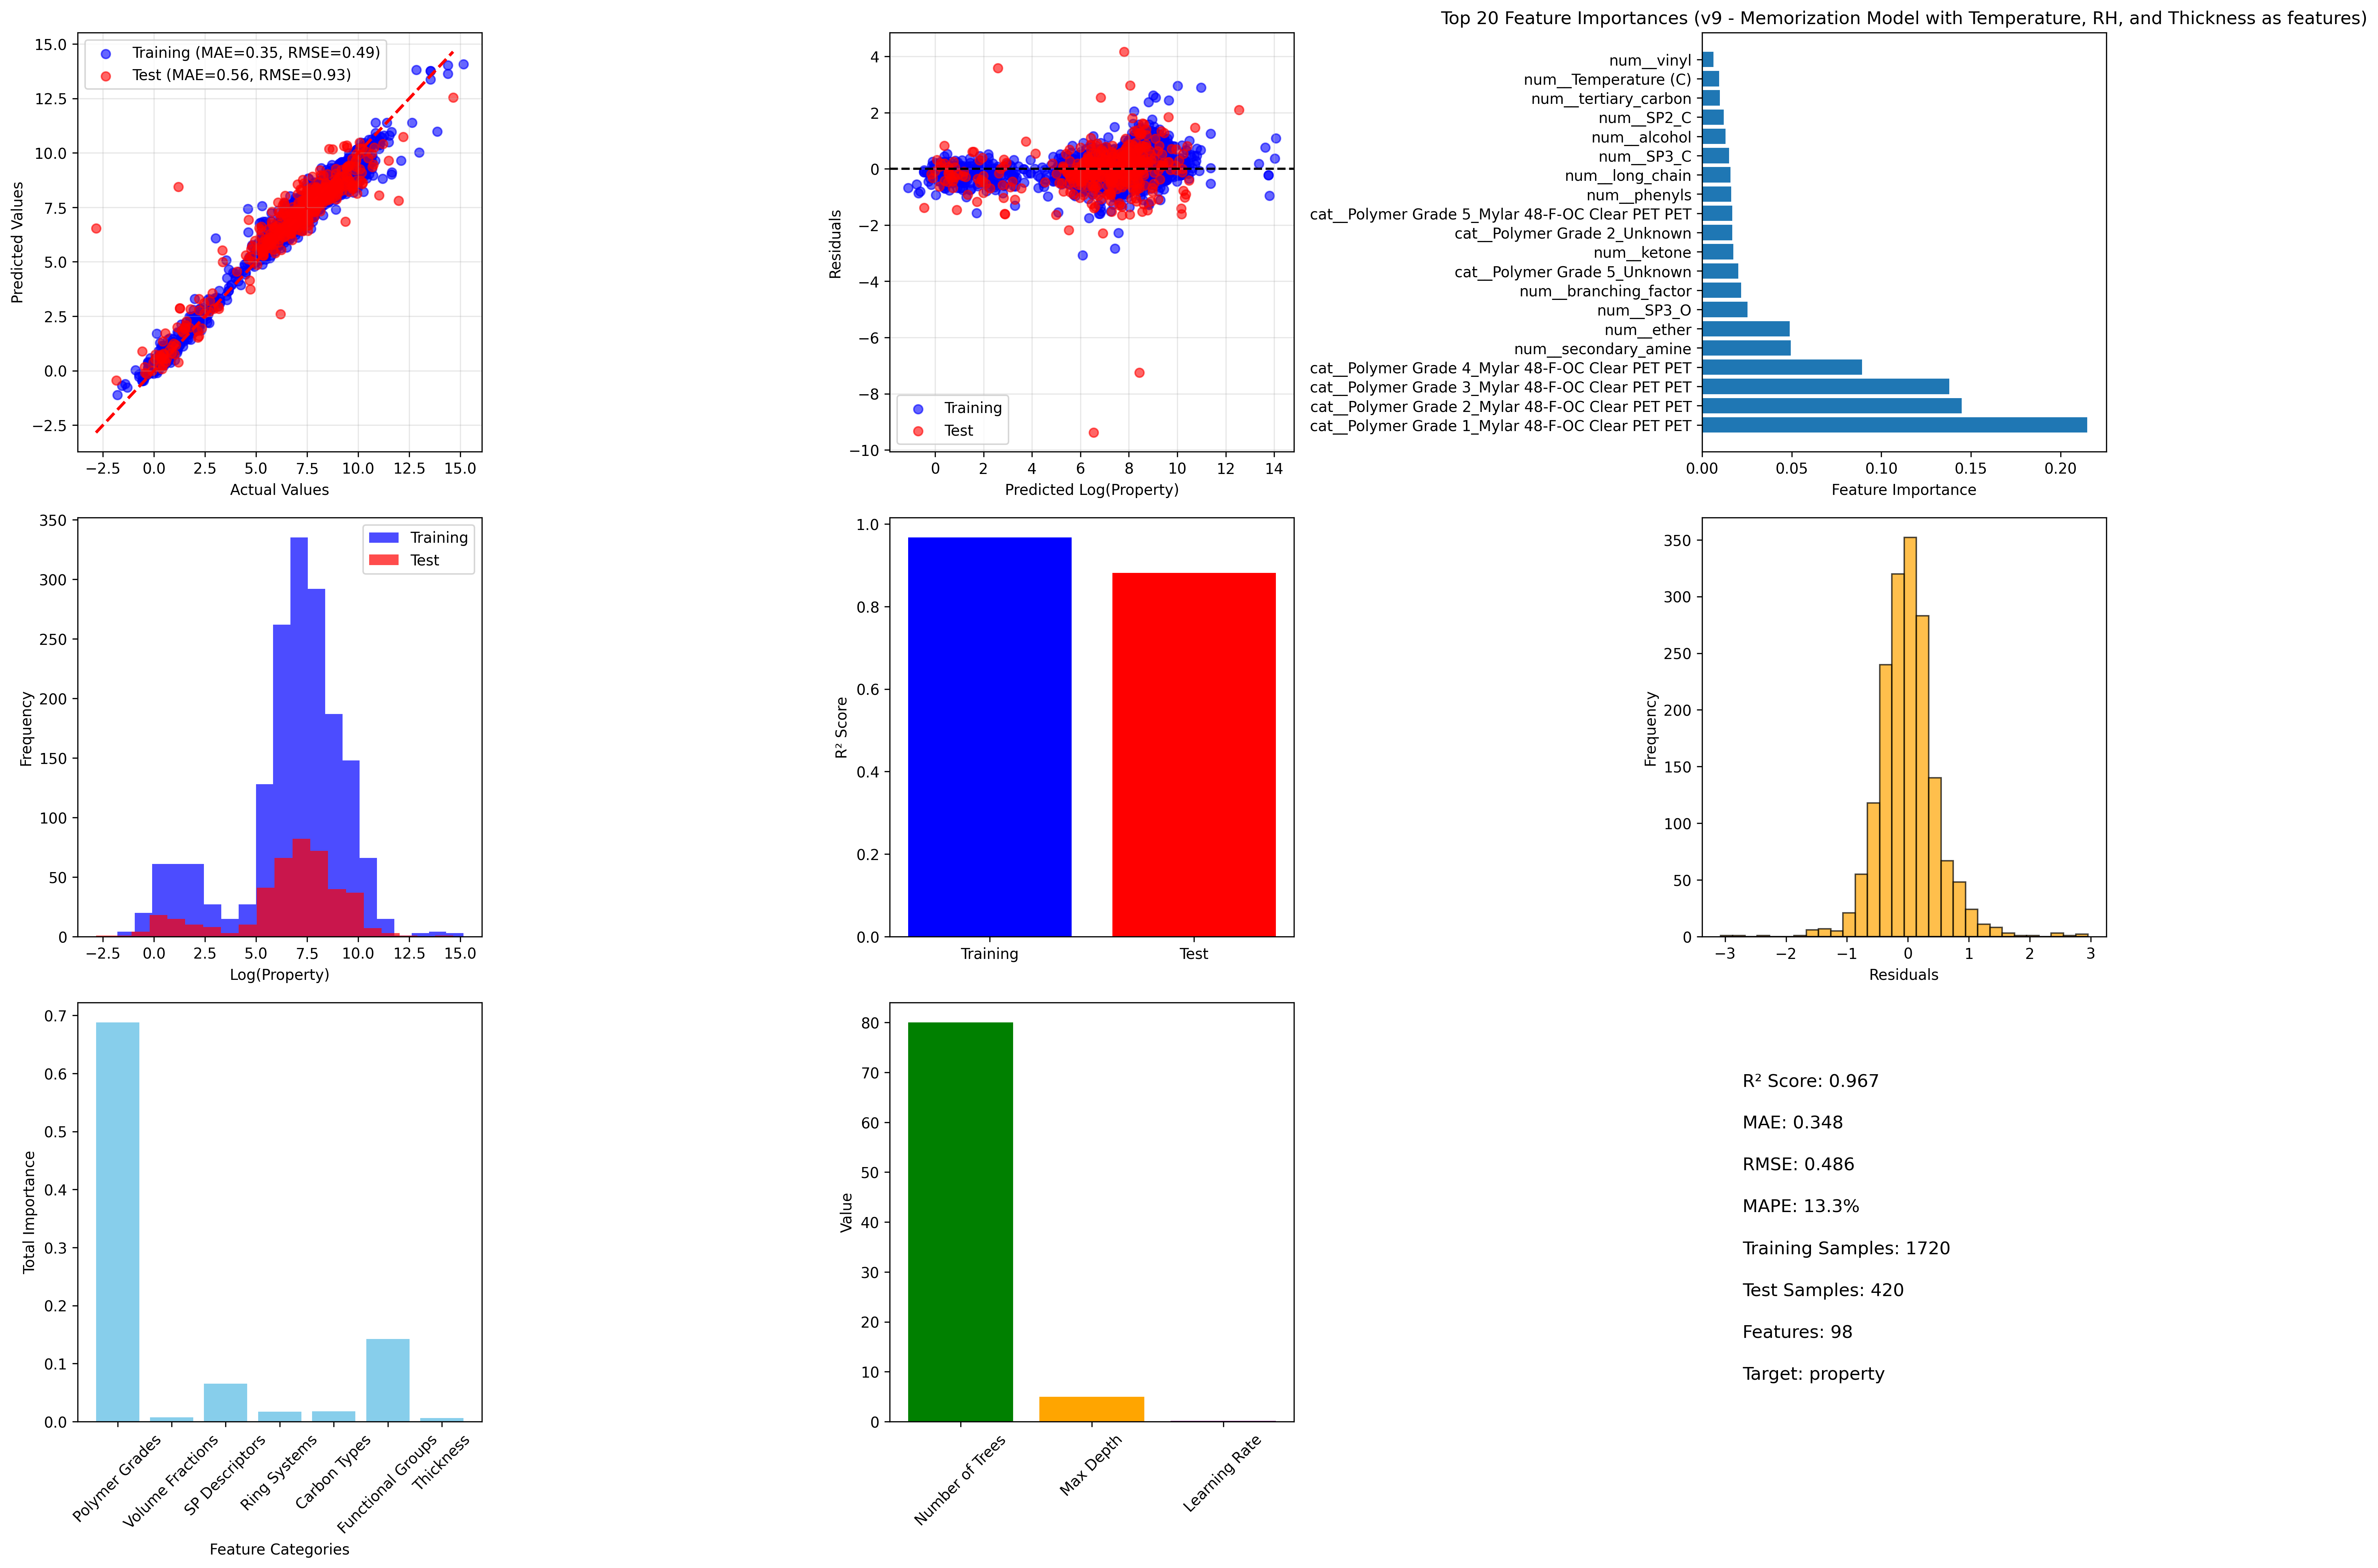 Top 20 Feature Importances (v9 - Memorization Model with Temperature, RH, and Thickness as features)
15.0
12.5
10.0
7.5
5.0
2.5
0.0
−2.5
Predicted Values
Training (MAE=0.35, RMSE=0.49)
Test (MAE=0.56, RMSE=0.93)
−2.5 0.0 2.5 5.0 7.5 10.0 12.5 15.0
Actual Values
4
2
0
−2
−4
−6
−8
−10
Residuals
Training
Test
0 2 4 6 8 10 12 14
Predicted Log(Property)
num__vinyl
num__Temperature (C)
num__tertiary_carbon
num__SP2_C
num__alcohol
num__SP3_C
num__long_chain
num__phenyls
cat__Polymer Grade 5_Mylar 48-F-OC Clear PET PET
cat__Polymer Grade 2_Unknown
num__ketone
cat__Polymer Grade 5_Unknown
num__branching_factor
num__SP3_O
num__ether
num__secondary_amine
cat__Polymer Grade 4_Mylar 48-F-OC Clear PET PET
cat__Polymer Grade 3_Mylar 48-F-OC Clear PET PET
cat__Polymer Grade 2_Mylar 48-F-OC Clear PET PET
cat__Polymer Grade 1_Mylar 48-F-OC Clear PET PET
0.00 0.05 0.10 0.15 0.20
Feature Importance
350
300
250
200
150
100
50
0
Frequency
Training
Test
−2.5 0.0 2.5 5.0 7.5 10.0 12.5 15.0
Log(Property)
1.0
0.8
0.6
0.4
0.2
0.0
R² Score
Training Test
350
300
250
200
150
100
50
0
Frequency
−3 −2 −1 0 1 2 3
Residuals
0.7
0.6
0.5
0.4
0.3
0.2
0.1
0.0
Total Importance
Polymer Grades
Volume Fractions
SP Descriptors
Ring Systems
Carbon Types
Functional Groups
Thickness
Feature Categories
80
70
60
50
40
30
20
10
0
Value
Number of Trees
Max Depth
Learning Rate
R² Score: 0.967
MAE: 0.348
RMSE: 0.486
MAPE: 13.3%
Training Samples: 1720
Test Samples: 420
Features: 98
Target: property